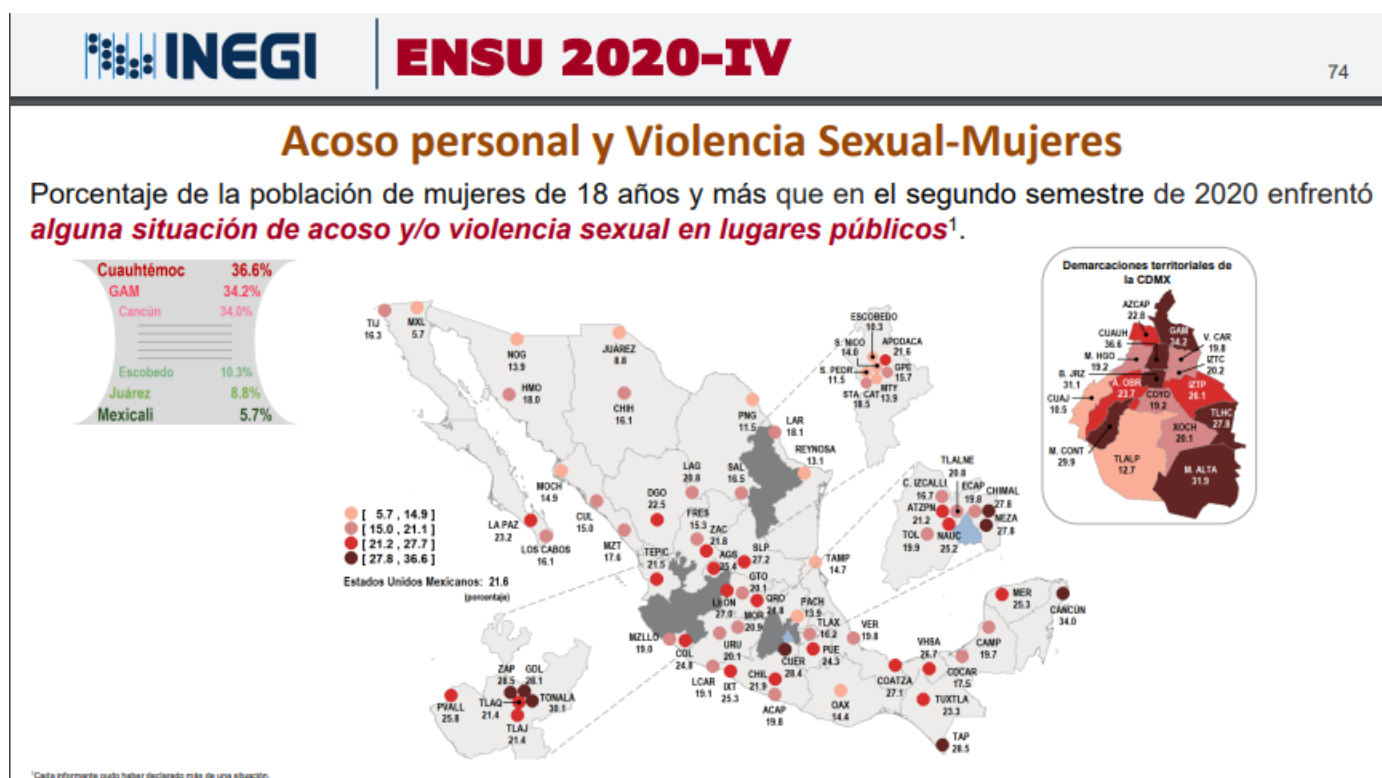 INEGI
ENSU 2020-IV
74
Acoso personal y Violencia Sexual-Mujeres
Porcentaje de la población de mujeres de 18 años y más que en el segundo semestre de 2020 enfrentó
alguna situación de acoso y/o violencia sexual en lugares públicos¹.
Cuauhtémoc 36.6%
GAM 34.2%
Cancún 34.0%
Escobedo 10.3%
Juárez 8.8%
Mexicali 5.7%
TIJ
16.3
MXL
5.7
NOG
13.9
HMO
18.0
JUÁREZ
8.8
CHIH
16.1
PNG
11.5
LAR
18.1
REYNOSA
13.1
ESCOBEDO
10.3
S. NICO
14.0
APODACA
21.6
S. PEDR
11.5
GPE
15.7
STA. CAT
18.5
MTY
13.9
MOCH
14.9
CUL
15.0
LA PAZ
23.2
LOS CABOS
16.1
MZT
17.6
DGO
22.5
LAG
20.8
SAL
16.5
FRES
15.3
ZAC
21.8
AGS
25.4
SLP
27.2
TEPIC
21.5
GTO
20.1
LEÓN
27.0
QRO
24.8
MOR
20.9
PACH
13.9
TAMP
14.7
TLAX
16.2
VER
19.8
MZLLO
19.0
COL
24.8
URU
20.1
LCAR
19.1
IXT
25.3
CHIL
21.9
ACAP
19.8
CUER
28.4
PUE
24.3
OAX
14.4
COATZA
27.1
VHSA
26.7
CDCAR
17.5
CAMP
19.7
MER
25.3
CANCÚN
34.0
TUXTLA
23.3
TAP
28.5
[ 5.7 , 14.9 ]
[ 15.0 , 21.1 ]
[ 21.2 , 27.7 ]
[ 27.8 , 36.6 ]
Estados Unidos Mexicanos: 21.6
(porcentaje)
ZAP
28.5
GDL
28.1
TONALA
30.1
PVALL
25.8
TLAQ
21.4
TLAJ
21.4
TLALNE
20.8
C. IZCALLI
16.7
ECAP
19.8
CHIMAL
27.8
ATZPN
21.2
NEZA
27.8
TOL
19.9
NAUC
25.2
Demarcaciones territoriales de
la CDMX
AZCAP
22.8
GAM
34.2
CUAUH
36.6
V. CAR
19.8
M. HGO
19.2
IZTC
20.2
B. JRZ
31.1
A. OBR
23.7
COYO
19.2
IZTP
26.1
CUAJ
10.5
TLHC
27.8
XOCH
20.1
M. CONT
29.9
TLALP
12.7
M. ALTA
31.9
¹Cada informante pudo haber declarado más de una situación.